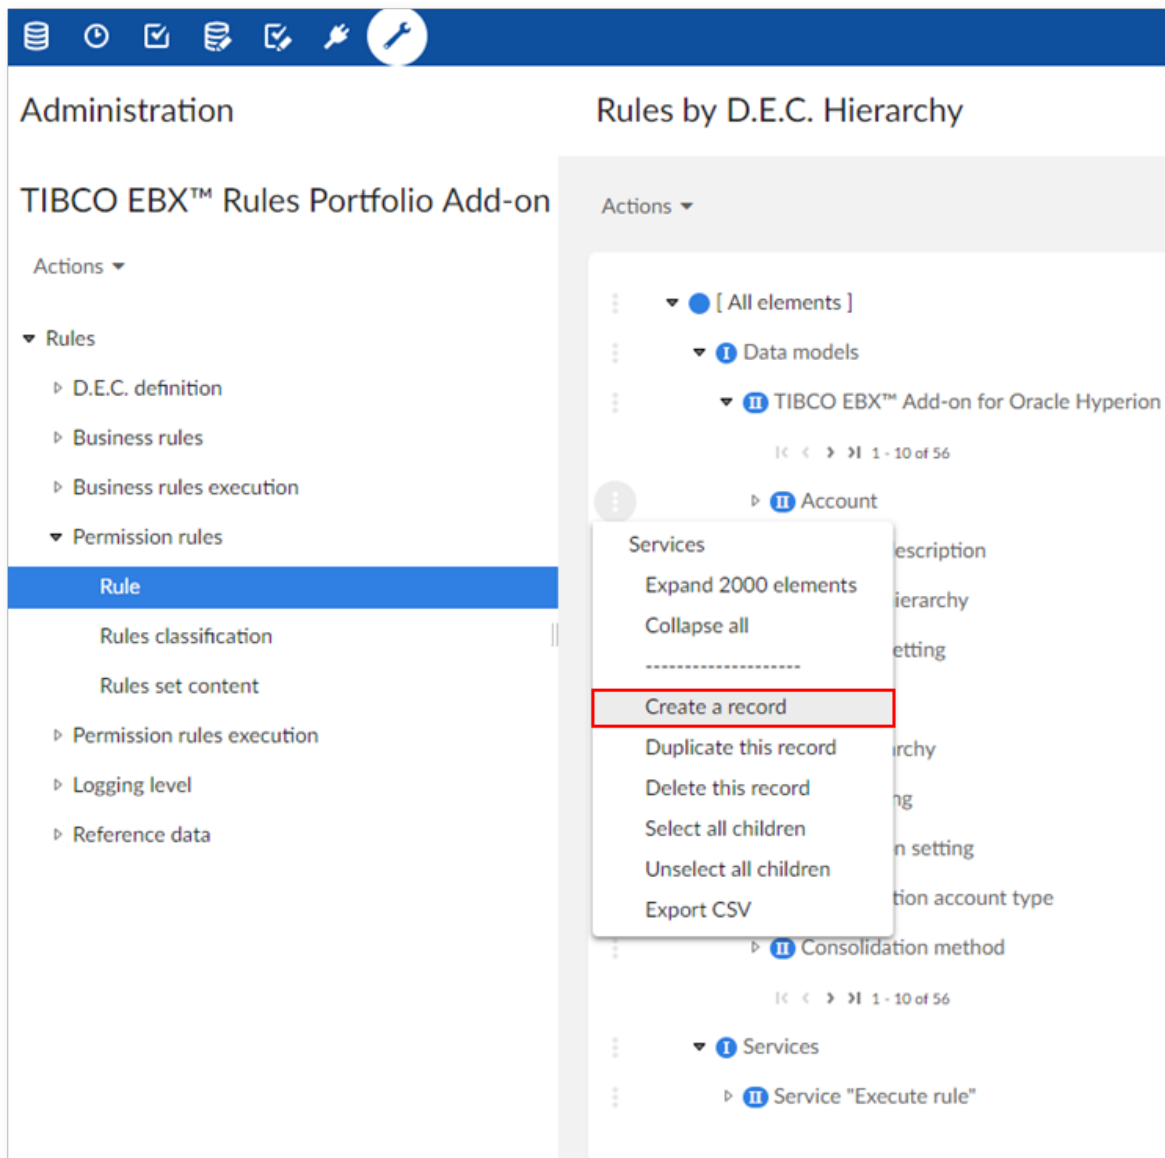 Administration
TIBCO EBX™ Rules Portfolio Add-on
Actions
Rules
D.E.C. definition
Business rules
Business rules execution
Permission rules
Rule
Rules classification
Rules set content
Permission rules execution
Logging level
Reference data
Rules by D.E.C. Hierarchy
Actions
[ All elements ]
I Data models
II TIBCO EBX™ Add-on for Oracle Hyperion
1 - 10 of 56
II Account
Services
Expand 2000 elements
Collapse all
--------------------
Create a record
Duplicate this record
Delete this record
Select all children
Unselect all children
Export CSV
escription
ierarchy
etting
rchy
ng
n setting
tion account type
II Consolidation method
1 - 10 of 56
I Services
II Service "Execute rule"